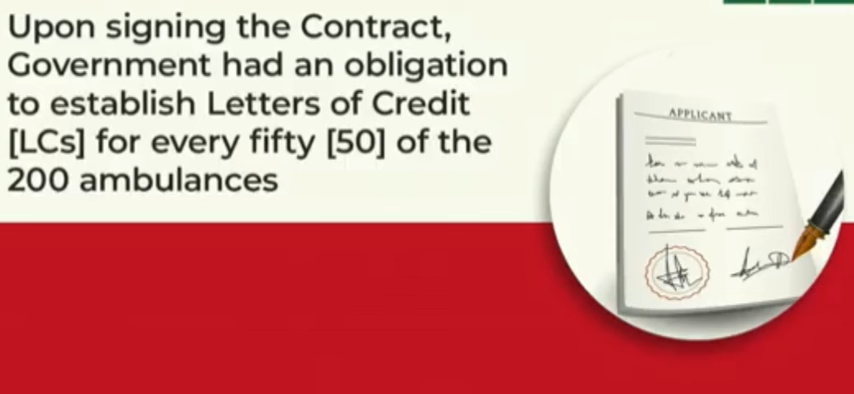 Upon signing the Contract,
Government had an obligation
to establish Letters of Credit
[LCs] for every fifty [50] of the
200 ambulances
APPLICANT